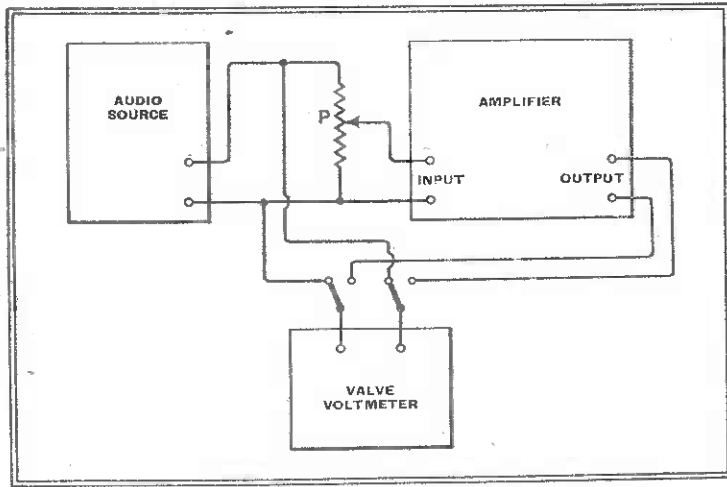 AUDIO
SOURCE
P
AMPLIFIER
INPUT
OUTPUT
VALVE
VOLTMETER